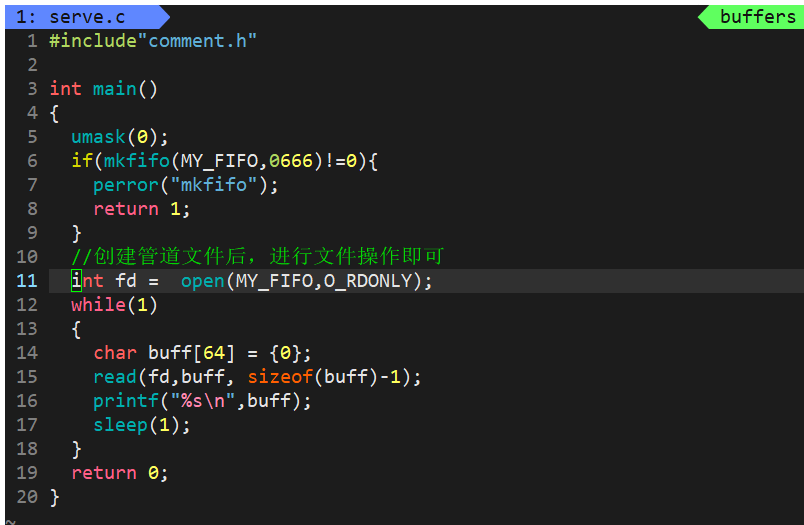 1: serve.c buffers
1 #include"comment.h"
2
3 int main()
4 {
5   umask(0);
6   if(mkfifo(MY_FIFO,0666)!=0){
7     perror("mkfifo");
8     return 1;
9   }
10   //创建管道文件后，进行文件操作即可
11   int fd =  open(MY_FIFO,O_RDONLY);
12   while(1)
13   {
14     char buff[64] = {0};
15     read(fd,buff, sizeof(buff)-1);
16     printf("%s\n",buff);
17     sleep(1);
18   }
19   return 0;
20 }
~